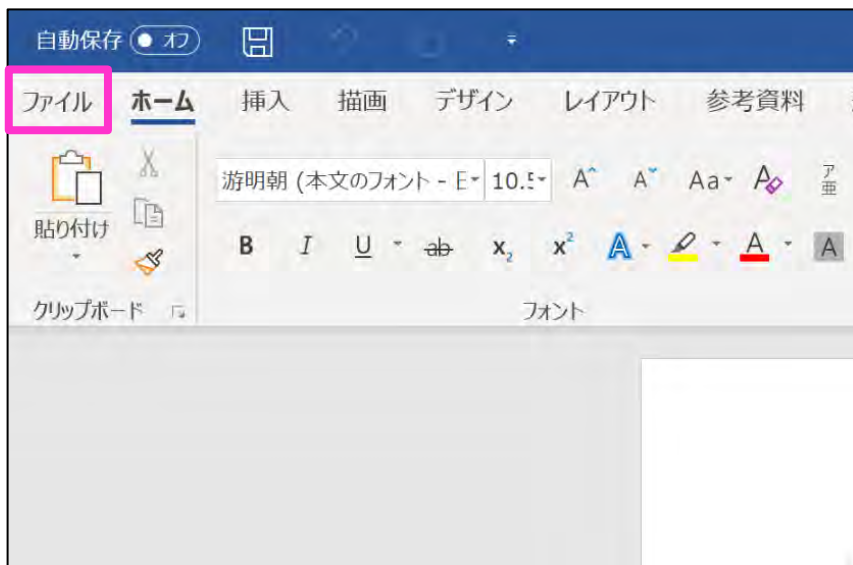 自動保存 オフ
ファイル ホーム 挿入 描画 デザイン レイアウト 参考資料
游明朝 (本文のフォント - 10.5
A A Aa A ア亜
貼り付け
B I U ab x₂ x² A A A
クリップボード フォント